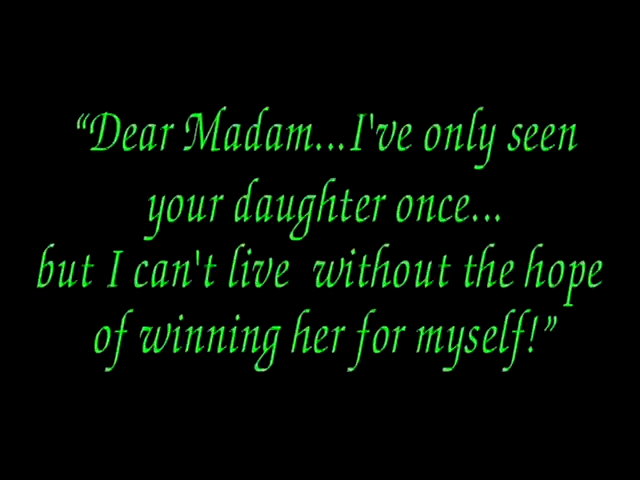 “Dear Madam...I've only seen
your daughter once...
but I can't live  without the hope
of winning her for myself!”